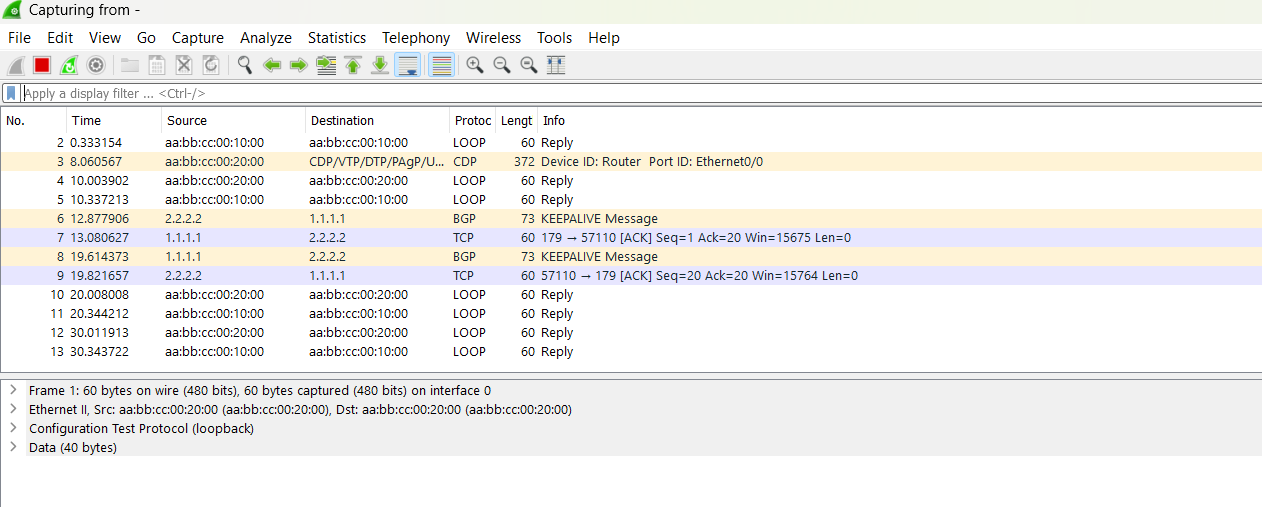 Capturing from -
File Edit View Go Capture Analyze Statistics Telephony Wireless Tools Help
Apply a display filter ... <Ctrl-/>
No. Time Source Destination Protoc Lengt Info
2 0.333154 aa:bb:cc:00:10:00 aa:bb:cc:00:10:00 LOOP 60 Reply
3 8.060567 aa:bb:cc:00:20:00 CDP/VTP/DTP/PAgP/U... CDP 372 Device ID: Router Port ID: Ethernet0/0
4 10.003902 aa:bb:cc:00:20:00 aa:bb:cc:00:20:00 LOOP 60 Reply
5 10.337213 aa:bb:cc:00:10:00 aa:bb:cc:00:10:00 LOOP 60 Reply
6 12.877906 2.2.2.2 1.1.1.1 BGP 73 KEEPALIVE Message
7 13.080627 1.1.1.1 2.2.2.2 TCP 60 179 → 57110 [ACK] Seq=1 Ack=20 Win=15675 Len=0
8 19.614373 1.1.1.1 2.2.2.2 BGP 73 KEEPALIVE Message
9 19.821657 2.2.2.2 1.1.1.1 TCP 60 57110 → 179 [ACK] Seq=20 Ack=20 Win=15764 Len=0
10 20.008008 aa:bb:cc:00:20:00 aa:bb:cc:00:20:00 LOOP 60 Reply
11 20.344212 aa:bb:cc:00:10:00 aa:bb:cc:00:10:00 LOOP 60 Reply
12 30.011913 aa:bb:cc:00:20:00 aa:bb:cc:00:20:00 LOOP 60 Reply
13 30.343722 aa:bb:cc:00:10:00 aa:bb:cc:00:10:00 LOOP 60 Reply
Frame 1: 60 bytes on wire (480 bits), 60 bytes captured (480 bits) on interface 0
Ethernet II, Src: aa:bb:cc:00:20:00 (aa:bb:cc:00:20:00), Dst: aa:bb:cc:00:20:00 (aa:bb:cc:00:20:00)
Configuration Test Protocol (loopback)
Data (40 bytes)